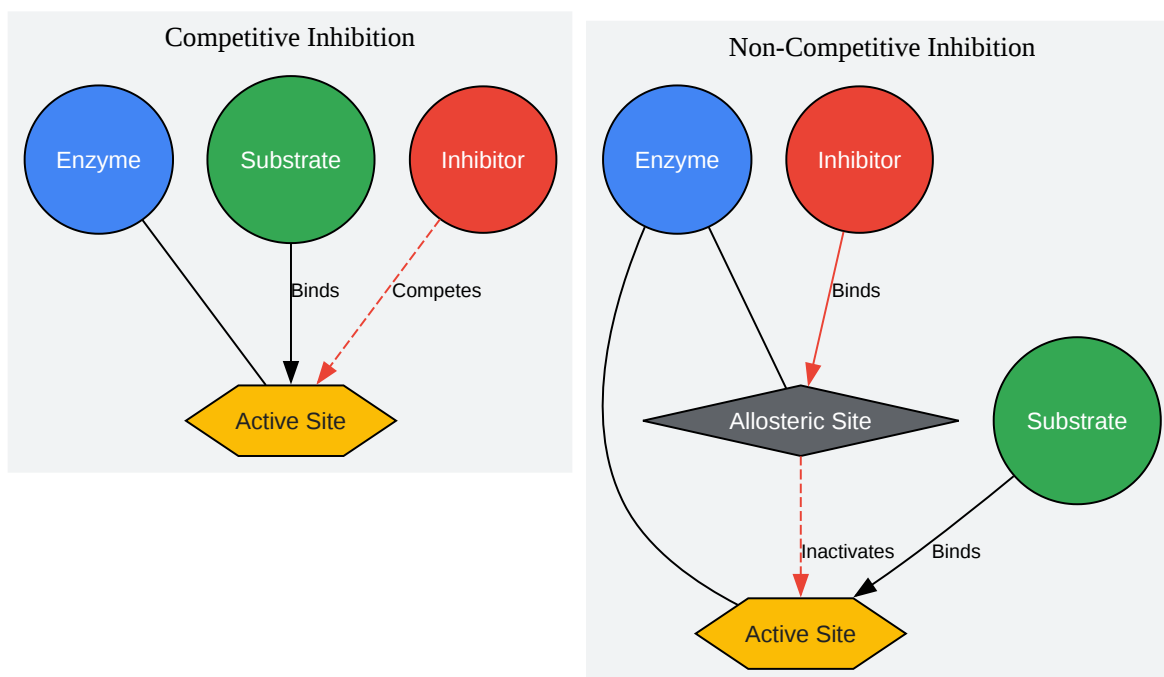 Competitive Inhibition
Enzyme
Substrate
Inhibitor
Binds
Competes
Active Site
Non-Competitive Inhibition
Enzyme
Inhibitor
Binds
Allosteric Site
Substrate
Inactivates
Binds
Active Site